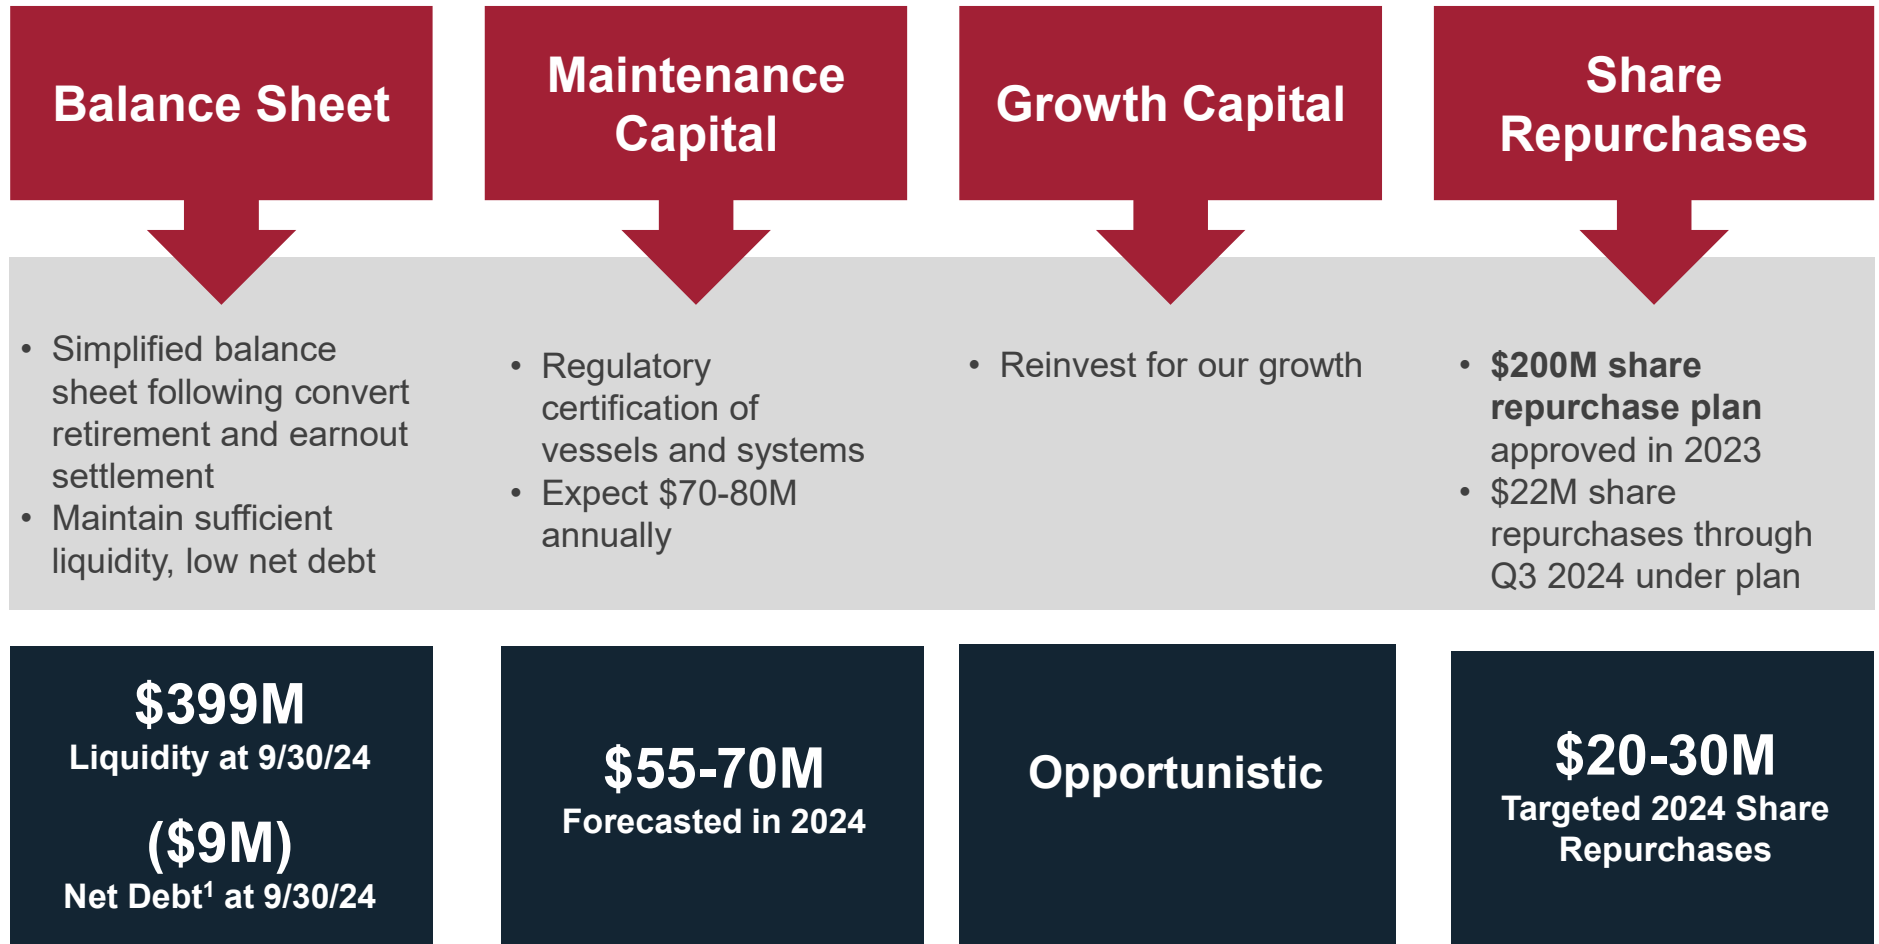 Balance Sheet
Maintenance
Capital
Growth Capital
Share
Repurchases
• Simplified balance
sheet following convert
retirement and earnout
settlement
• Maintain sufficient
liquidity, low net debt
• Regulatory
certification of
vessels and systems
• Expect $70-80M
annually
• Reinvest for our growth
• $200M share
repurchase plan
approved in 2023
• $22M share
repurchases through
Q3 2024 under plan
$399M
Liquidity at 9/30/24
($9M)
Net Debt¹ at 9/30/24
$55-70M
Forecasted in 2024
Opportunistic
$20-30M
Targeted 2024 Share
Repurchases